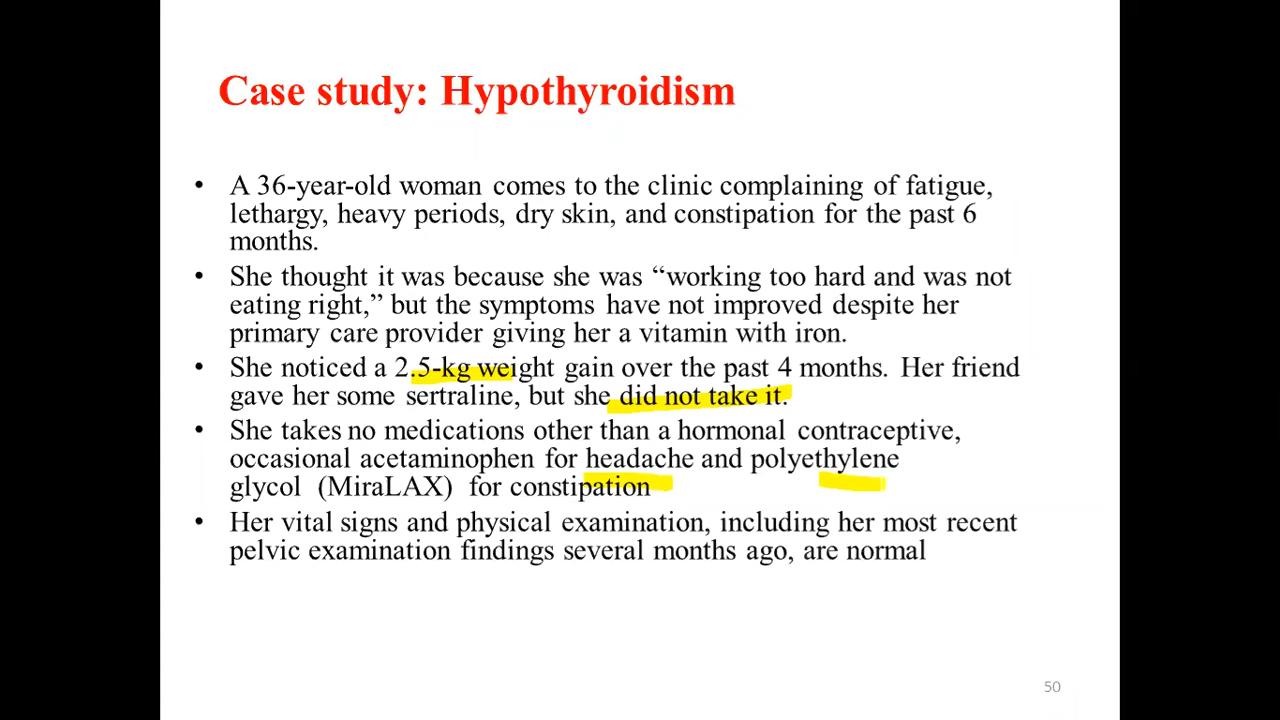 Case study: Hypothyroidism
• A 36-year-old woman comes to the clinic complaining of fatigue,
lethargy, heavy periods, dry skin, and constipation for the past 6
months.
• She thought it was because she was “working too hard and was not
eating right,” but the symptoms have not improved despite her
primary care provider giving her a vitamin with iron.
• She noticed a 2.5-kg weight gain over the past 4 months. Her friend
gave her some sertraline, but she did not take it.
• She takes no medications other than a hormonal contraceptive,
occasional acetaminophen for headache and polyethylene
glycol (MiraLAX) for constipation
• Her vital signs and physical examination, including her most recent
pelvic examination findings several months ago, are normal
50